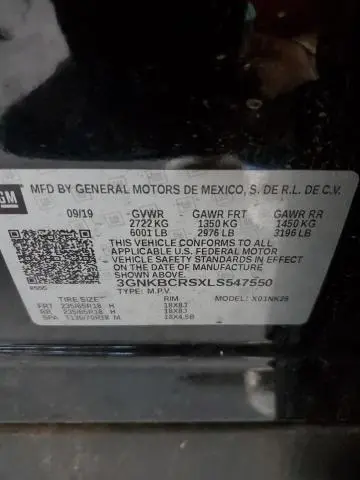 GM
MFD BY GENERAL MOTORS DE MEXICO, S. DE R.L. DE C.V.
09/19 GVWR GAWR FRT GAWR RR
2722 KG 1350 KG 1450 KG
6001 LB 2976 LB 3196 LB
THIS VEHICLE CONFORMS TO ALL
APPLICABLE U.S. FEDERAL MOTOR
VEHICLE SAFETY STANDARDS IN EFFECT
ON THE DATE OF MANUFACTURE SHOWN ABOVE.
3GNKBCRSXLS547550
TYPE: M.P.V. MODEL: X01NK26
TIRE SIZE RIM
FRT 235/65R18 H 18X8J
RR 235/65R18 H 18X8J
SPA T135/70R18 M 18X4.5B